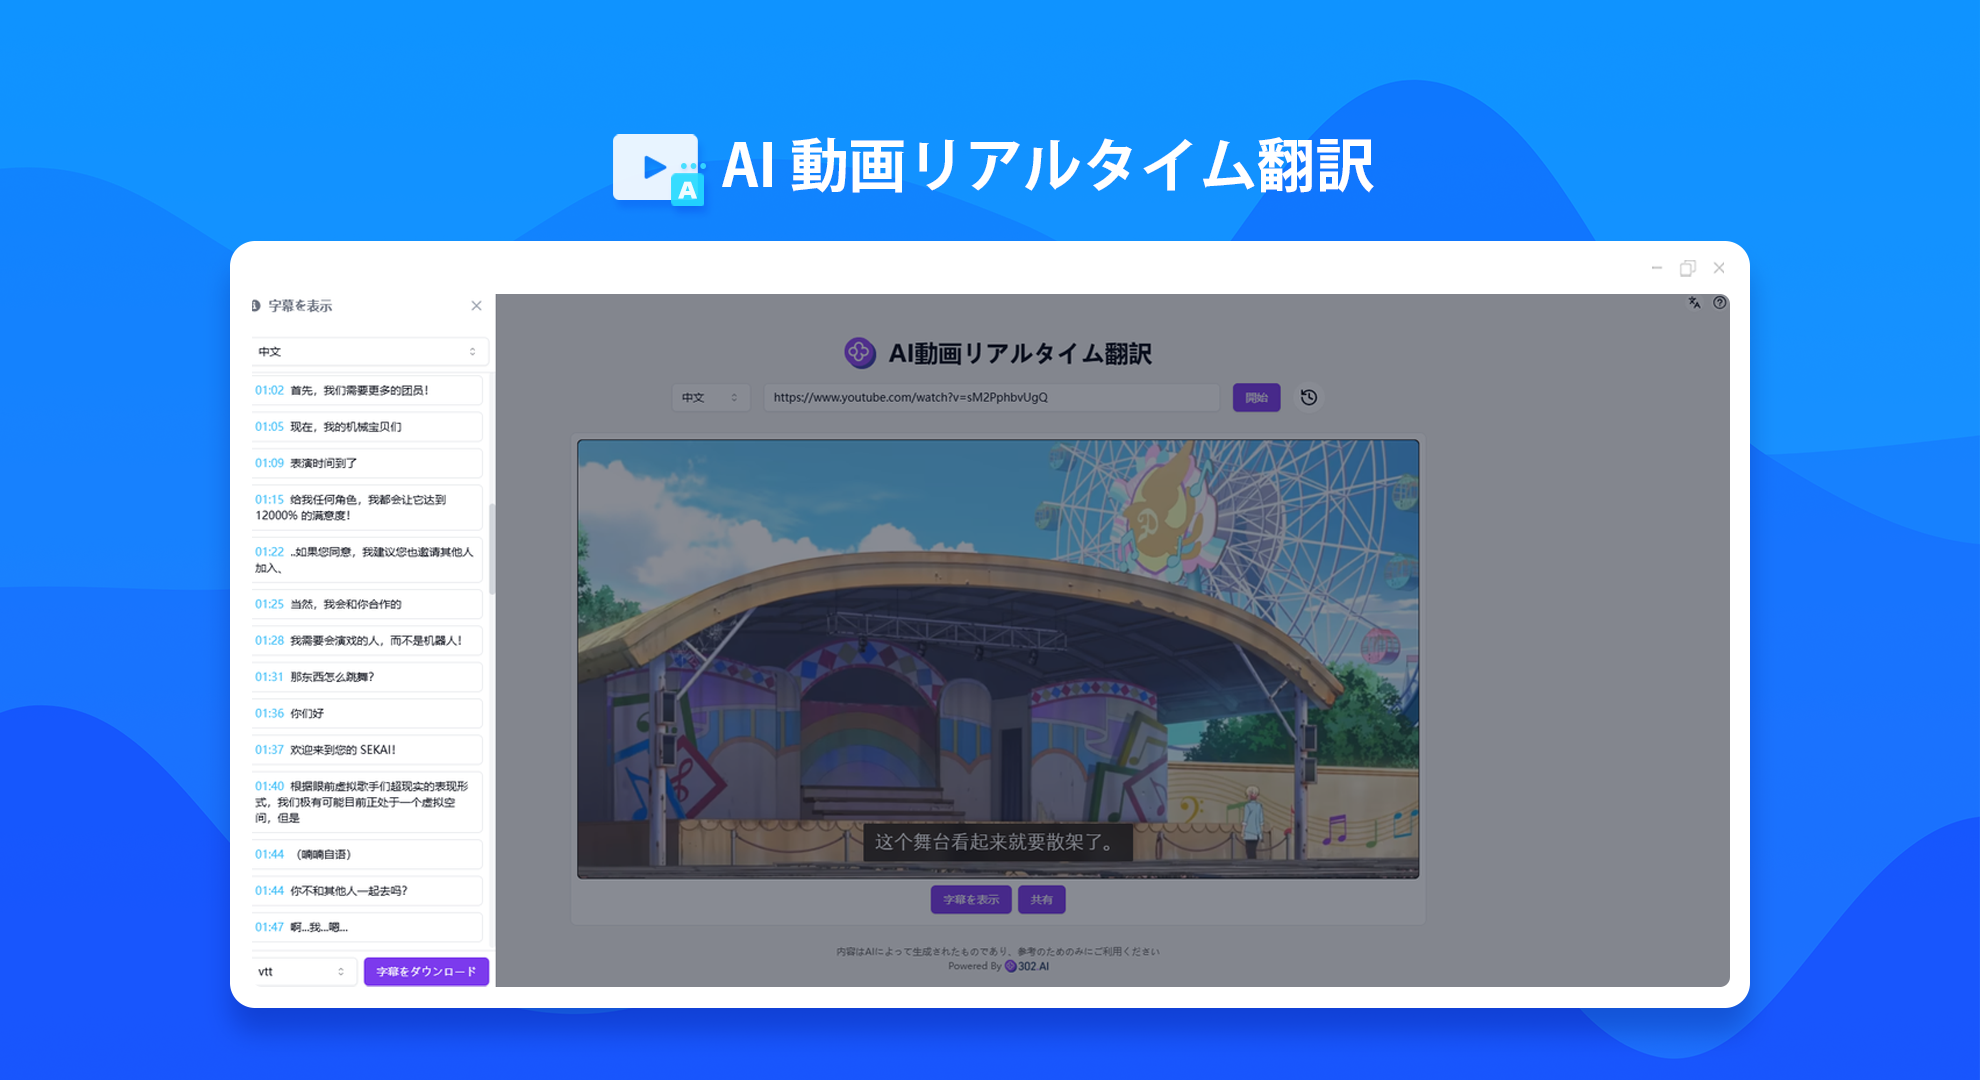 AI 動画リアルタイム翻訳
A
字幕を表示
中文
01:02 首先，我们需要更多的团员！
01:05 现在，我的机械宝贝们
01:09 表演时间到了
01:15 给我任何角色，我都会让它达到
12000% 的满意度！
01:22 ..如果您同意，我建议您也邀请其他人
加入、
01:25 当然，我会和你合作的
01:28 我需要会演戏的人，而不是机器人！
01:31 那东西怎么跳舞？
01:36 你们好
01:37 欢迎来到您的 SEKAI！
01:40 根据眼前虚拟歌手们超现实的表现形
式，我们极有可能目前正处于一个虚拟空
间，但是
01:44 （喃喃自语）
01:44 你不和其他人一起去吗？
01:47 啊...我...嗯...
vtt
字幕をダウンロード
AI動画リアルタイム翻訳
中文
https://www.youtube.com/watch?v=sM2PphbvUgQ
開始
这个舞台看起来就要散架了。
字幕を表示
共有
内容はAIによって生成されたものであり、参考のためのみにご利用ください
Powered By 302.AI